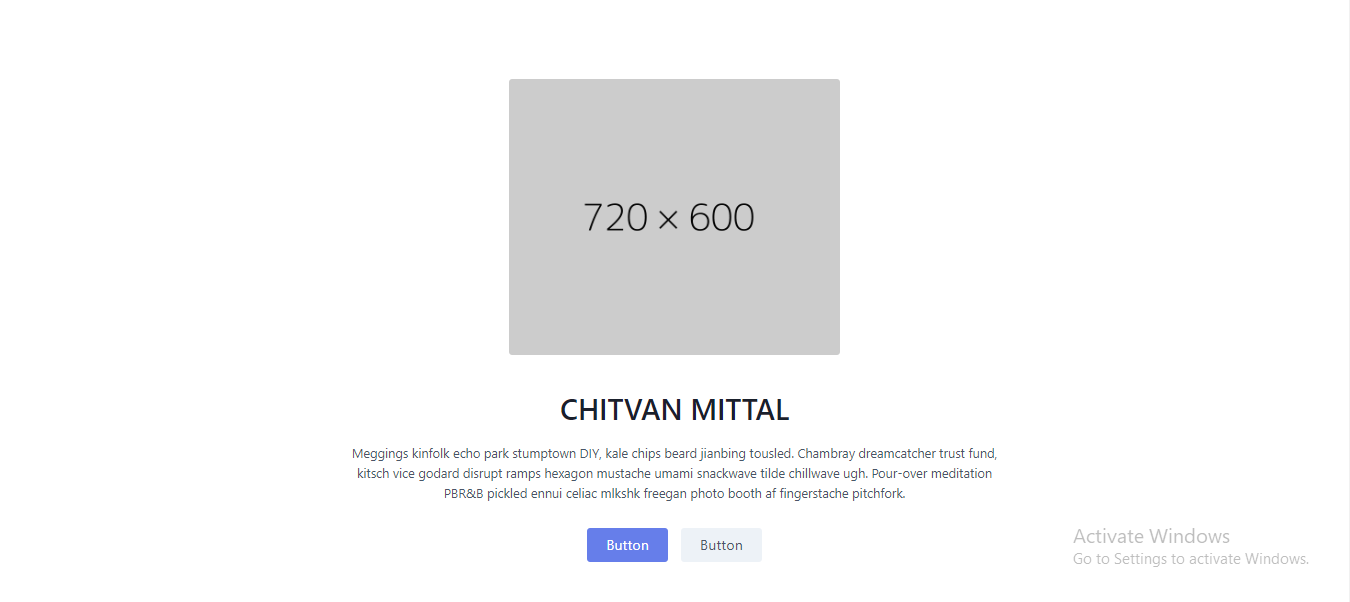 720 × 600
CHITVAN MITTAL
Meggings kinfolk echo park stumptown DIY, kale chips beard jianbing tousled. Chambray dreamcatcher trust fund,
kitsch vice godard disrupt ramps hexagon mustache umami snackwave tilde chillwave ugh. Pour-over meditation
PBR&B pickled ennui celiac mlkshk freegan photo booth af fingerstache pitchfork.
Button Button
Activate Windows
Go to Settings to activate Windows.